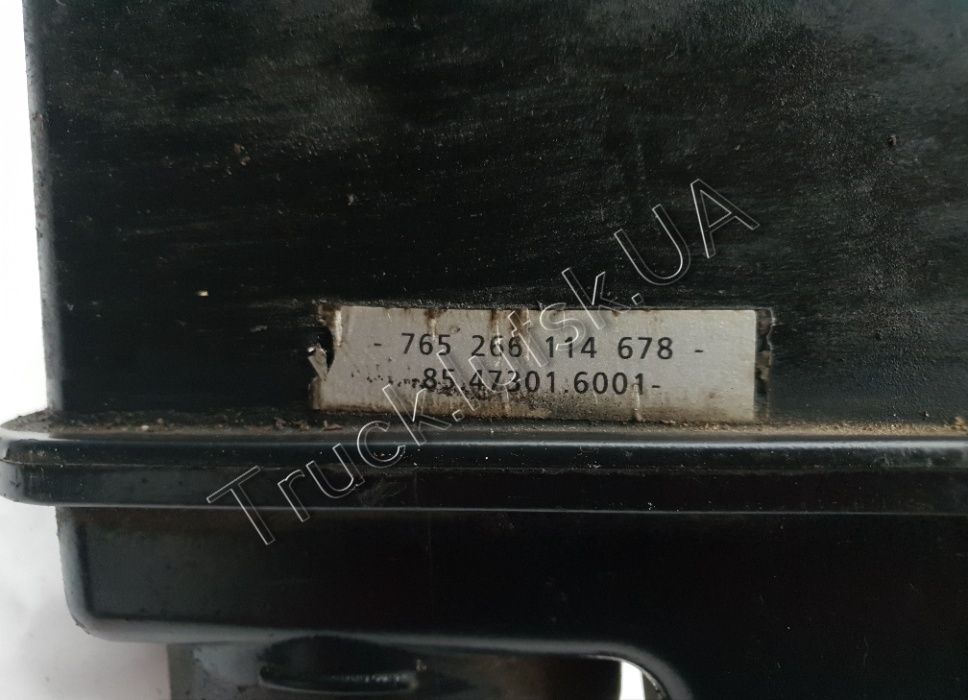 - 765 266 114 678 -
85.47301.6001-
Truck.lutsk.UA